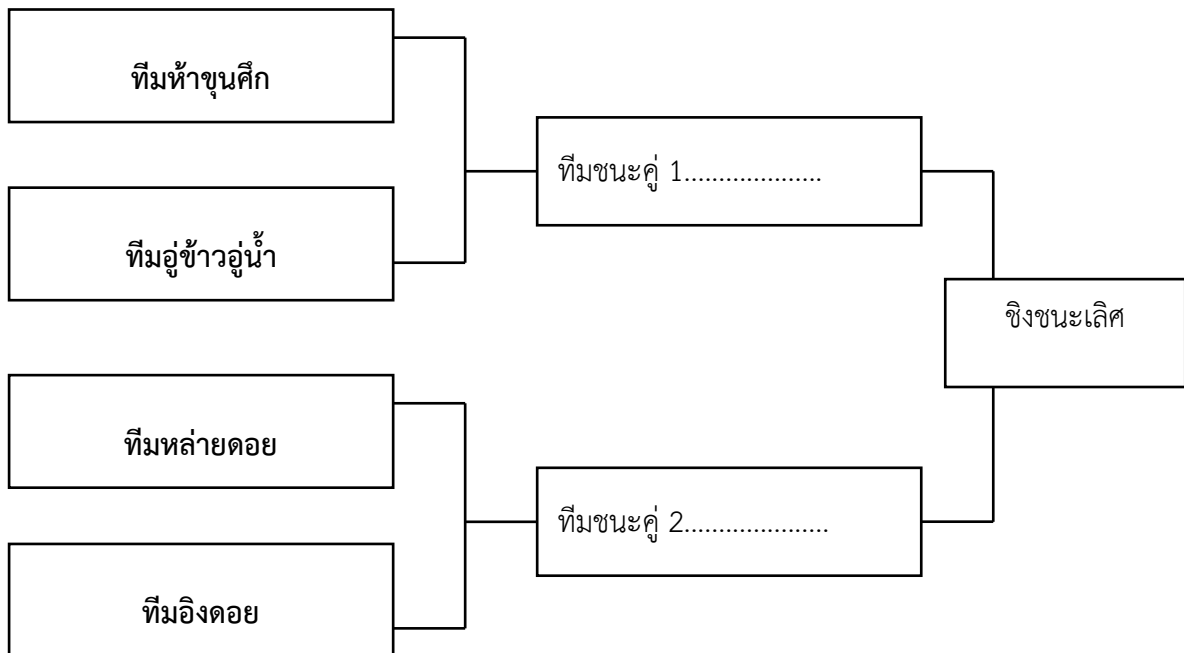 ทีมห้าขุนศึก
ทีมชนะคู่ 1....................
ทีมอู่ข้าวอู่น้ำ
ชิงชนะเลิศ
ทีมหล่ายดอย
ทีมชนะคู่ 2.....................
ทีมอิงดอย